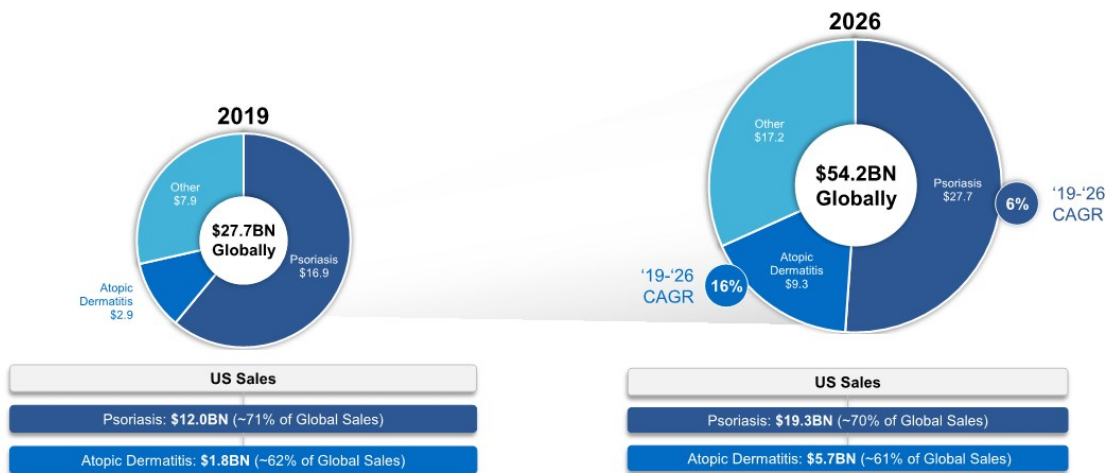 2019
Other
$7.9
$27.7BN
Globally
Psoriasis
$16.9
Atopic
Dermatitis
$2.9
US Sales
Psoriasis: $12.0BN (~71% of Global Sales)
Atopic Dermatitis: $1.8BN (~62% of Global Sales)
2026
Other
$17.2
$54.2BN
Globally
Psoriasis
$27.7
6%
‘19-‘26
CAGR
Atopic
Dermatitis
$9.3
‘19-‘26
CAGR
16%
US Sales
Psoriasis: $19.3BN (~70% of Global Sales)
Atopic Dermatitis: $5.7BN (~61% of Global Sales)